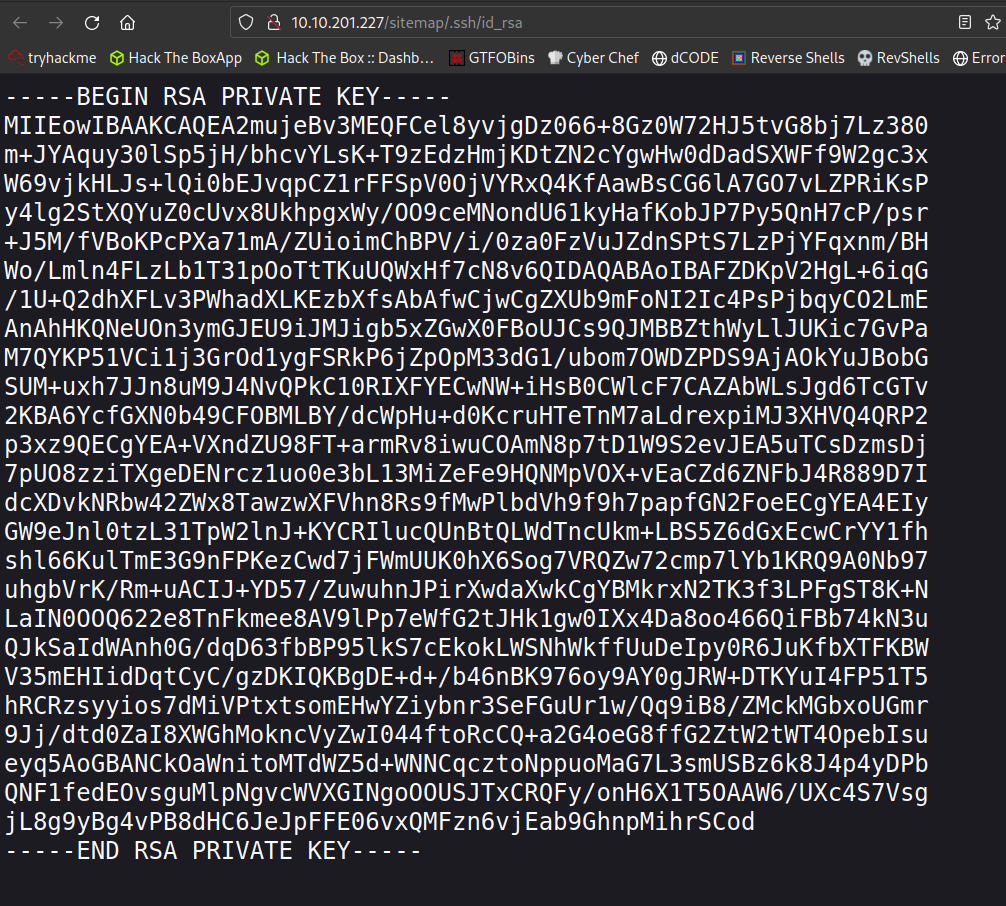 10.10.201.227/sitemap/.ssh/id_rsa
tryhackme Hack The BoxApp Hack The Box :: Dashb… GTFOBins Cyber Chef dCODE Reverse Shells RevShells Error
-----BEGIN RSA PRIVATE KEY-----
MIIEowIBAAKCAQEA2mujeBv3MEQFCel8yvjgDz066+8Gz0W72HJ5tvG8bj7Lz380
m+JYAquy30lSp5jH/bhcvYLsK+T9zEdzHmjKDtZN2cYgwHw0dDadSXWFf9W2gc3x
W69vjkHLJs+lQi0bEJvqpCZ1rFFSpV0OjVYRxQ4KfAawBsCG6lA7GO7vLZPRiKsP
y4lg2StXQYuZ0cUvx8UkhpgxWy/OO9ceMNondU61kyHafKobJP7Py5QnH7cP/psr
+J5M/fVBoKPcPXa71mA/ZUioimChBPV/i/0za0FzVuJZdnSPtS7LzPjYFqxnm/BH
Wo/Lmln4FLzLb1T31pOoTtTKuUQWxHf7cN8v6QIDAQABAoIBAFZDKpV2HgL+6iqG
/1U+Q2dhXFLv3PWhadXLKEzbXfsAbAfwCjwCgZXUb9mFoNI2Ic4PsPjbqyCO2LmE
AnAhHKQNeUOn3ymGJEU9iJMJigb5xZGwX0FBoUJCs9QJMBBZthWyLlJUKic7GvPa
M7QYKP51VCi1j3GrOd1ygFSRkP6jZpOpM33dG1/ubom7OWDZPDS9AjAOkYuJBobG
SUM+uxh7JJn8uM9J4NvQPkC10RIXFYECwNW+iHsB0CWlcF7CAZAbWLsJgd6TcGTv
2KBA6YcfGXN0b49CFOBMLBY/dcWpHu+d0KcruHTeTnM7aLdrexpiMJ3XHVQ4QRP2
p3xz9QECgYEA+VXndZU98FT+armRv8iwuCOAmN8p7tD1W9S2evJEA5uTCsDzmsDj
7pUO8zziTXgeDENrcz1uo0e3bL13MiZeFe9HQNMpVOX+vEaCZd6ZNFbJ4R889D7I
dcXDvkNRbw42ZWx8TawzwXFVhn8Rs9fMwPlbdVh9f9h7papfGN2FoeECgYEA4EIy
GW9eJnl0tzL31TpW2lnJ+KYCRIlucQUnBtQLWdTncUkm+LBS5Z6dGxEcwCrYY1fh
shl66KulTmE3G9nFPKezCwd7jFWmUUK0hX6Sog7VRQZw72cmp7lYb1KRQ9A0Nb97
uhgbVrK/Rm+uACIJ+YD57/ZuwuhnJPirXwdaXwkCgYBMkrxN2TK3f3LPFgST8K+N
LaIN0OOQ622e8TnFkmee8AV9lPp7eWfG2tJHk1gw0IXx4Da8oo466QiFBb74kN3u
QJkSaIdWAnh0G/dqD63fbBP95lkS7cEkokLWSNhWkffUuDeIpy0R6JuKfbXTFKBW
V35mEHIidDqtCyC/gzDKIQKBgDE+d+/b46nBK976oy9AY0gJRW+DTKYuI4FP51T5
hRCRzsyyios7dMiVPtxtsomEHwYZiybnr3SeFGuUr1w/Qq9iB8/ZMckMGbxoUGmr
9Jj/dtd0ZaI8XWGhMokncVyZwI044ftoRcCQ+a2G4oeG8ffG2ZtW2tWT4OpebIsu
eyq5AoGBANCkOaWnitoMTdWZ5d+WNNCqcztoNppuoMaG7L3smUSBz6k8J4p4yDPb
QNF1fedEOvsguMlpNgvcWVXGINgoOOUSJTxCRQFy/onH6X1T5OAAW6/UXc4S7Vsg
jL8g9yBg4vPB8dHC6JeJpFFE06vxQMFzn6vjEab9GhnpMihrSCod
-----END RSA PRIVATE KEY-----